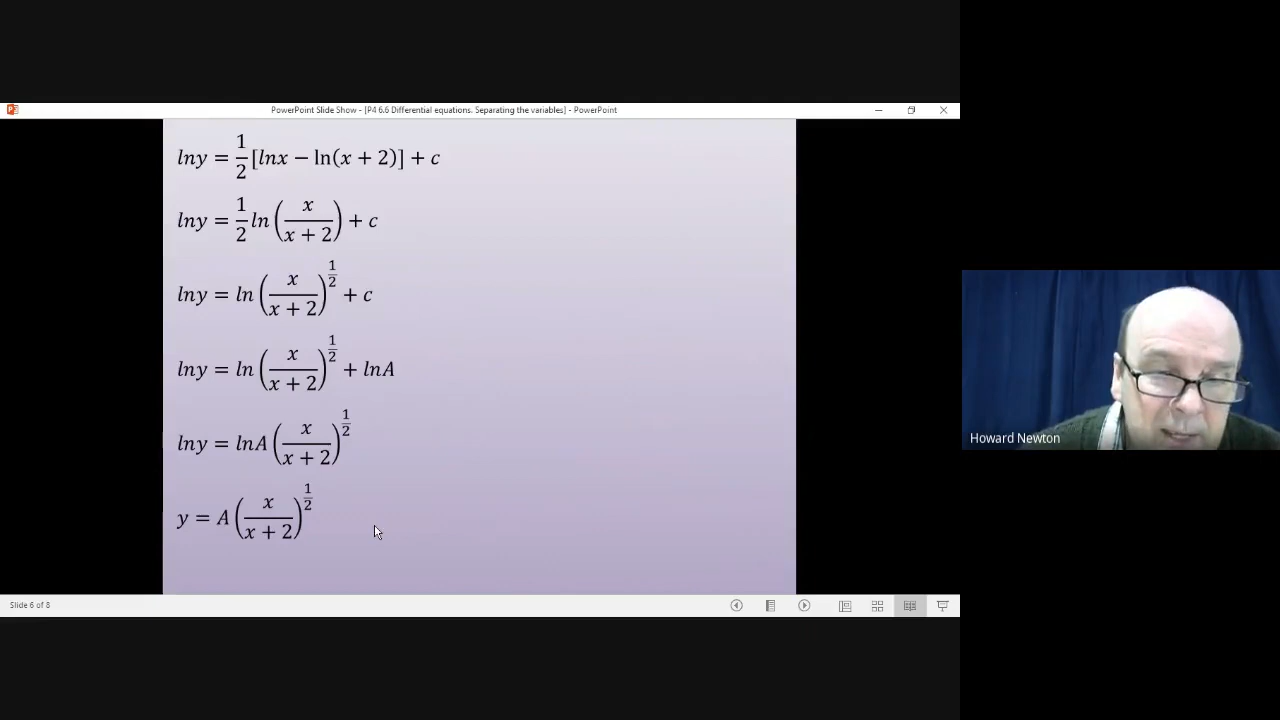 PowerPoint Slide Show - [P4 6.6 Differential equations. Separating the variables] - PowerPoint
lny = 1/2 [lnx − ln(x + 2)] + c
lny = 1/2 ln (x/(x + 2)) + c
lny = ln (x/(x + 2))^(1/2) + c
lny = ln (x/(x + 2))^(1/2) + lnA
lny = lnA (x/(x + 2))^(1/2)
y = A (x/(x + 2))^(1/2)
Howard Newton
Slide 6 of 8